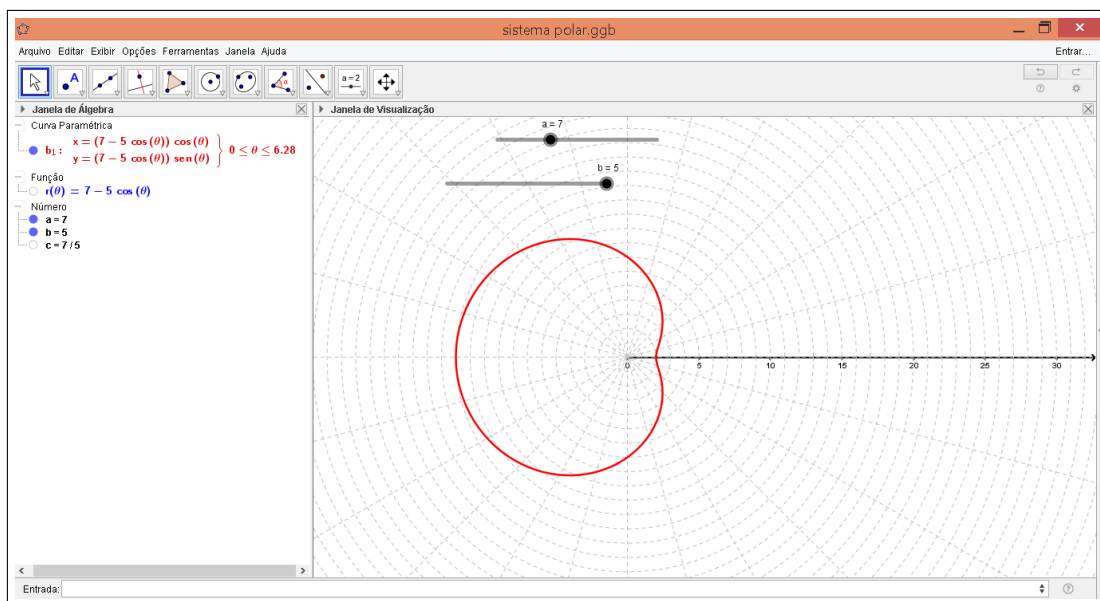 sistema polar.ggb
Arquivo Editar Exibir Opções Ferramentas Janela Ajuda
Entrar...
A
α
a = 2
Janela de Álgebra
Curva Paramétrica
b₁: x = (7 − 5 cos(θ)) cos(θ)
y = (7 − 5 cos(θ)) sen(θ) } 0 ≤ θ ≤ 6.28
Função
r(θ) = 7 − 5 cos(θ)
Número
a = 7
b = 5
c = 7 / 5
Janela de Visualização
a = 7
b = 5
0 5 10 15 20 25 30
Entrada: